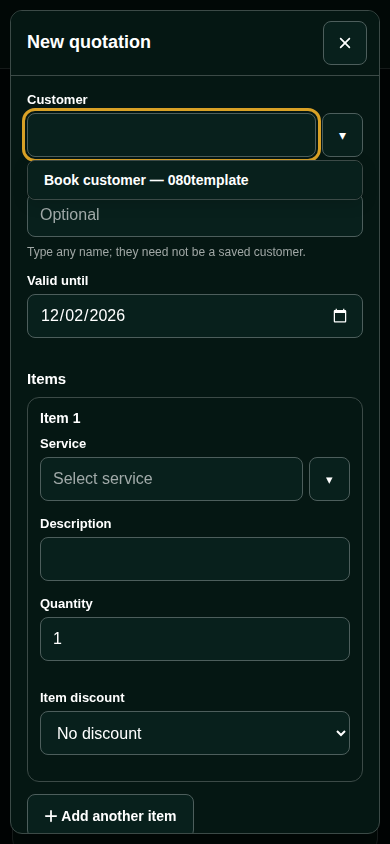 New quotation
Customer
Book customer — 080template
Optional
Type any name; they need not be a saved customer.
Valid until
12/02/2026
Items
Item 1
Service
Select service
Description
Quantity
1
Item discount
No discount
+ Add another item